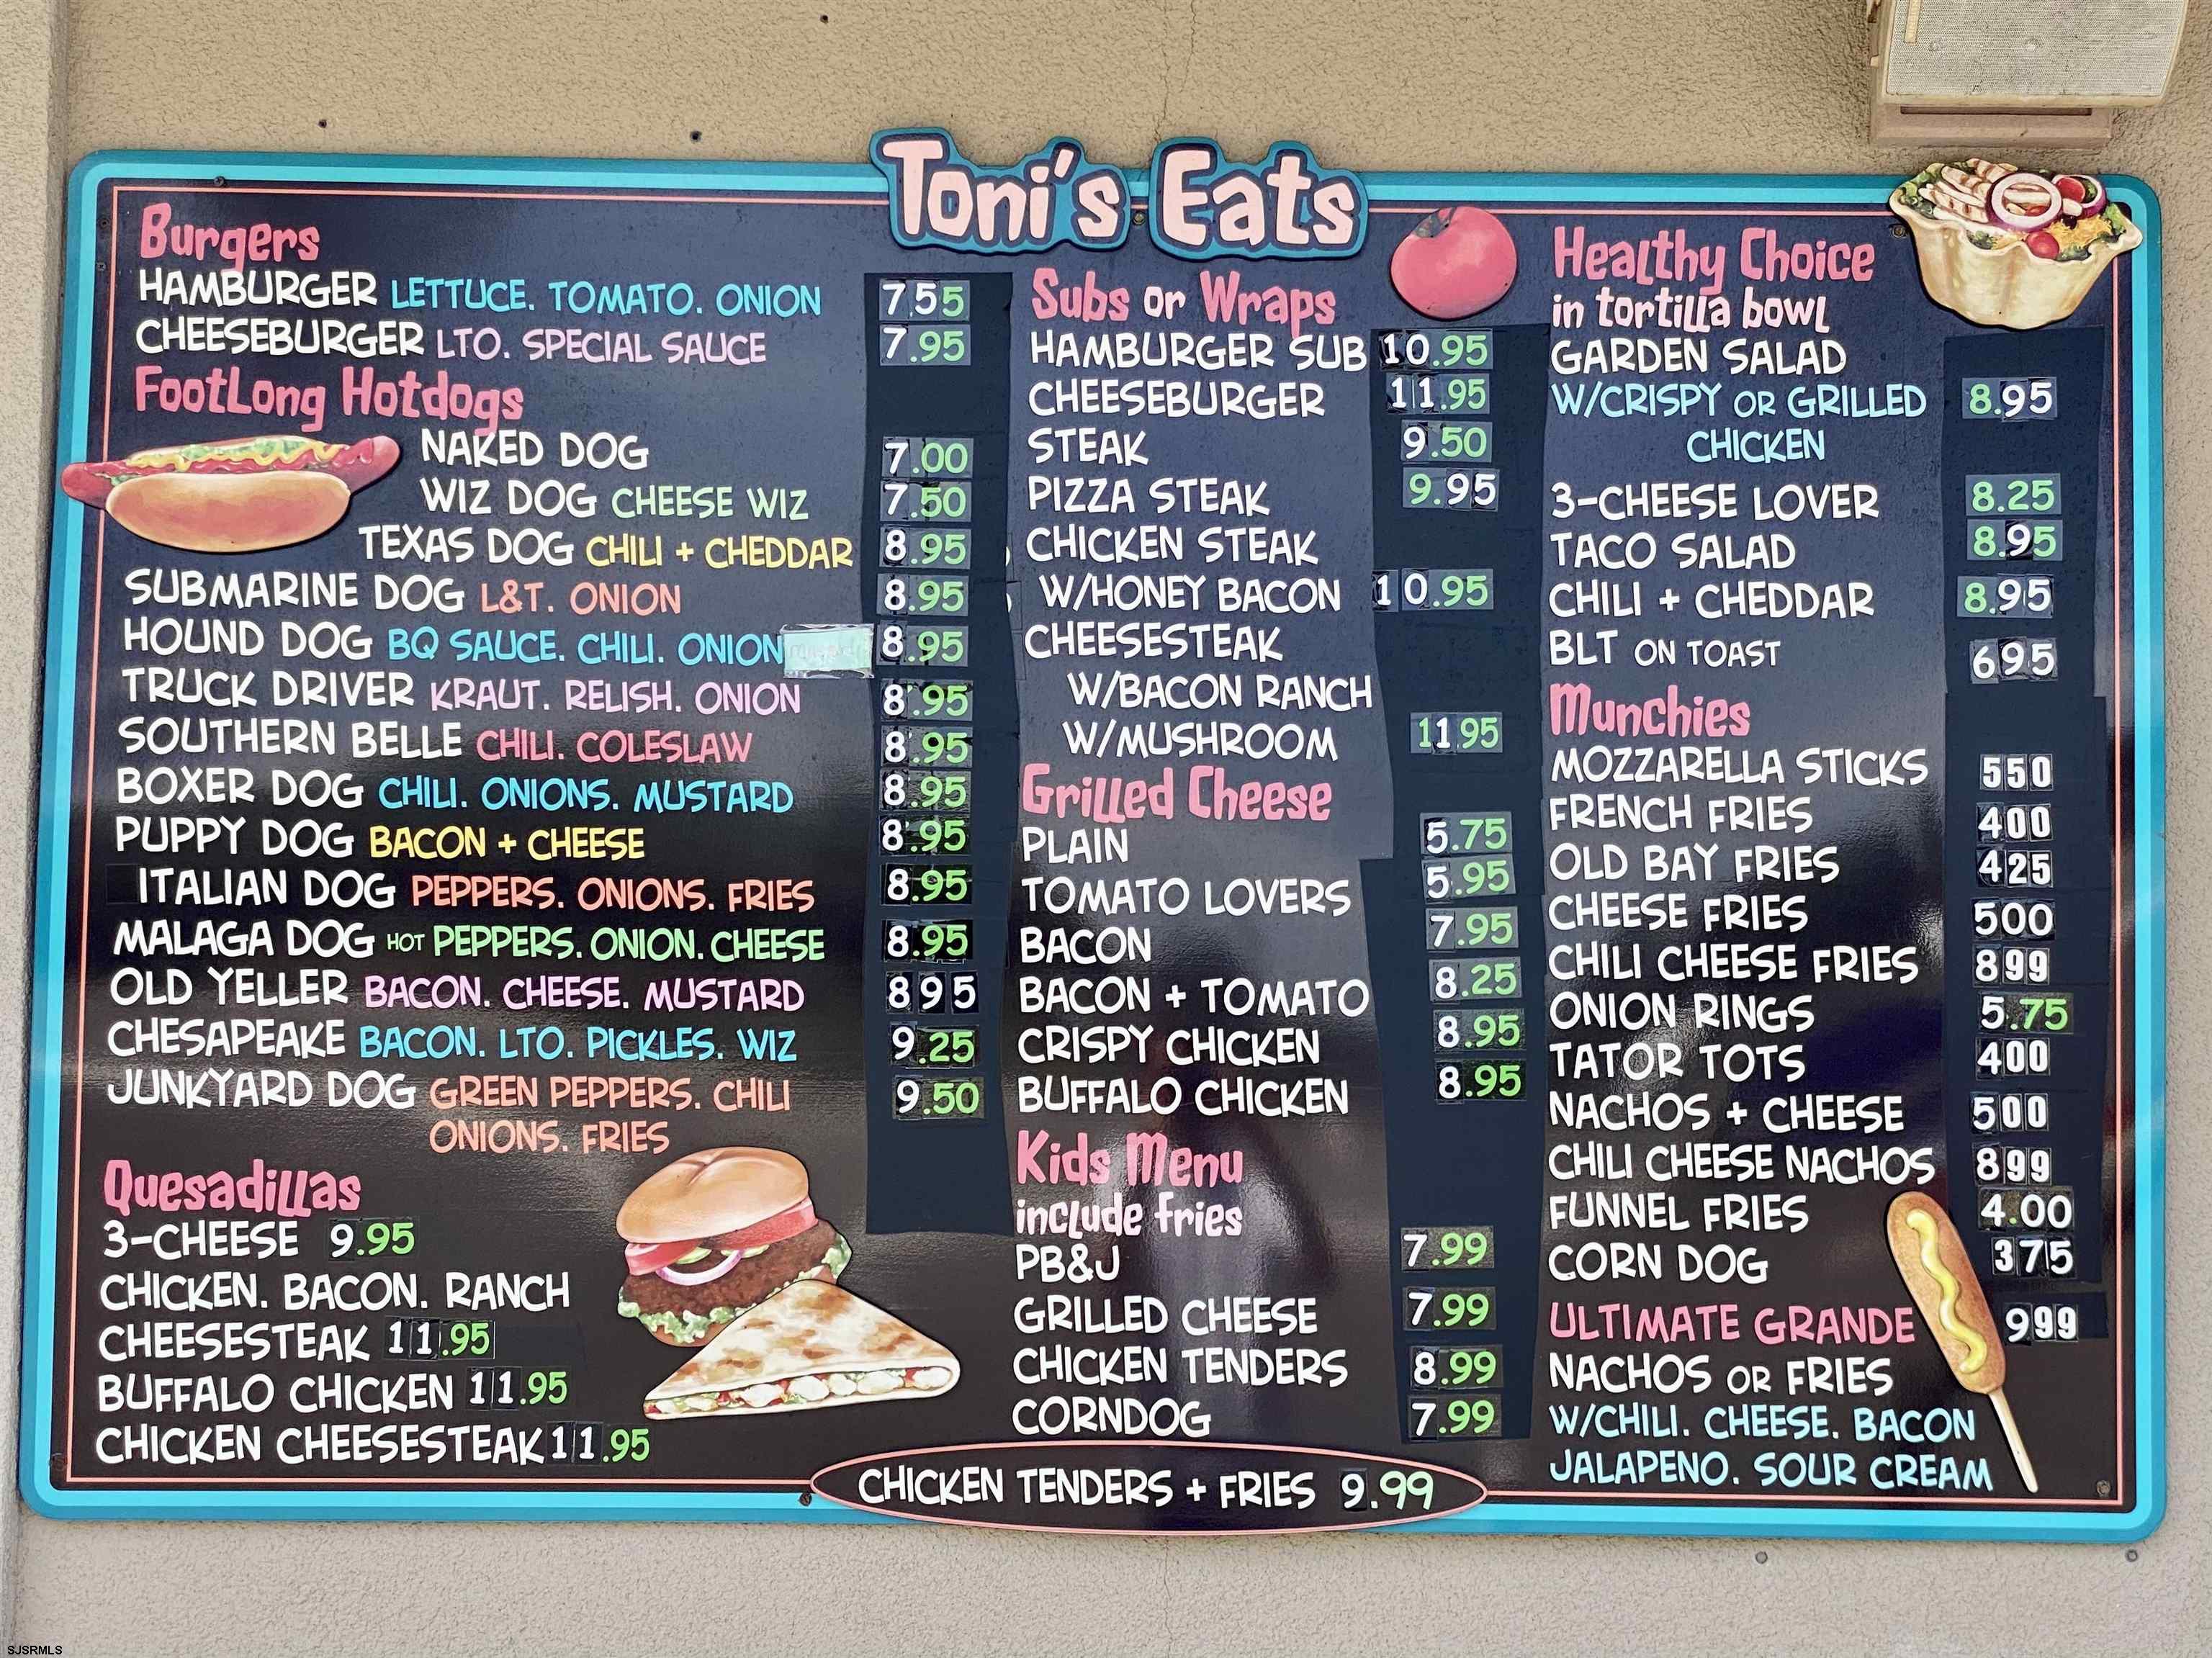 Toni's Eats
Burgers
HAMBURGER LETTUCE. TOMATO. ONION 7.55
CHEESEBURGER LTO. SPECIAL SAUCE 7.95
FootLong Hotdogs
NAKED DOG 7.00
WIZ DOG CHEESE WIZ 7.50
TEXAS DOG CHILI + CHEDDAR 8.95
SUBMARINE DOG L&T. ONION 8.95
HOUND DOG BQ SAUCE. CHILI. ONION 8.95
TRUCK DRIVER KRAUT. RELISH. ONION 8.95
SOUTHERN BELLE CHILI. COLESLAW 8.95
BOXER DOG CHILI. ONIONS. MUSTARD 8.95
PUPPY DOG BACON + CHEESE 8.95
ITALIAN DOG PEPPERS. ONIONS. FRIES 8.95
MALAGA DOG HOT PEPPERS. ONION. CHEESE 8.95
OLD YELLER BACON. CHEESE. MUSTARD 895
CHESAPEAKE BACON. LTO. PICKLES. WIZ 9.25
JUNKYARD DOG GREEN PEPPERS. CHILI 9.50
ONIONS. FRIES
Quesadillas
3-CHEESE 9.95
CHICKEN. BACON. RANCH
CHEESESTEAK 11.95
BUFFALO CHICKEN 11.95
CHICKEN CHEESESTEAK 11.95
Subs or Wraps
HAMBURGER SUB 10.95
CHEESEBURGER 11.95
STEAK 9.50
PIZZA STEAK 9.95
CHICKEN STEAK
W/HONEY BACON 10.95
CHEESESTEAK
W/BACON RANCH
W/MUSHROOM 11.95
Grilled Cheese
PLAIN 5.75
TOMATO LOVERS 5.95
BACON 7.95
BACON + TOMATO 8.25
CRISPY CHICKEN 8.95
BUFFALO CHICKEN 8.95
Kids Menu
include fries
PB&J 7.99
GRILLED CHEESE 7.99
CHICKEN TENDERS 8.99
CORNDOG 7.99
Healthy Choice
in tortilla bowl
GARDEN SALAD
W/CRISPY OR GRILLED 8.95
CHICKEN
3-CHEESE LOVER 8.25
TACO SALAD 8.95
CHILI + CHEDDAR 8.95
BLT ON TOAST 695
Munchies
MOZZARELLA STICKS 550
FRENCH FRIES 400
OLD BAY FRIES 425
CHEESE FRIES 500
CHILI CHEESE FRIES 899
ONION RINGS 5.75
TATOR TOTS 400
NACHOS + CHEESE 500
CHILI CHEESE NACHOS 899
FUNNEL FRIES 4.00
CORN DOG 375
ULTIMATE GRANDE 999
NACHOS OR FRIES
W/CHILI. CHEESE. BACON
JALAPENO. SOUR CREAM
CHICKEN TENDERS + FRIES 9.99
SJSRMLS